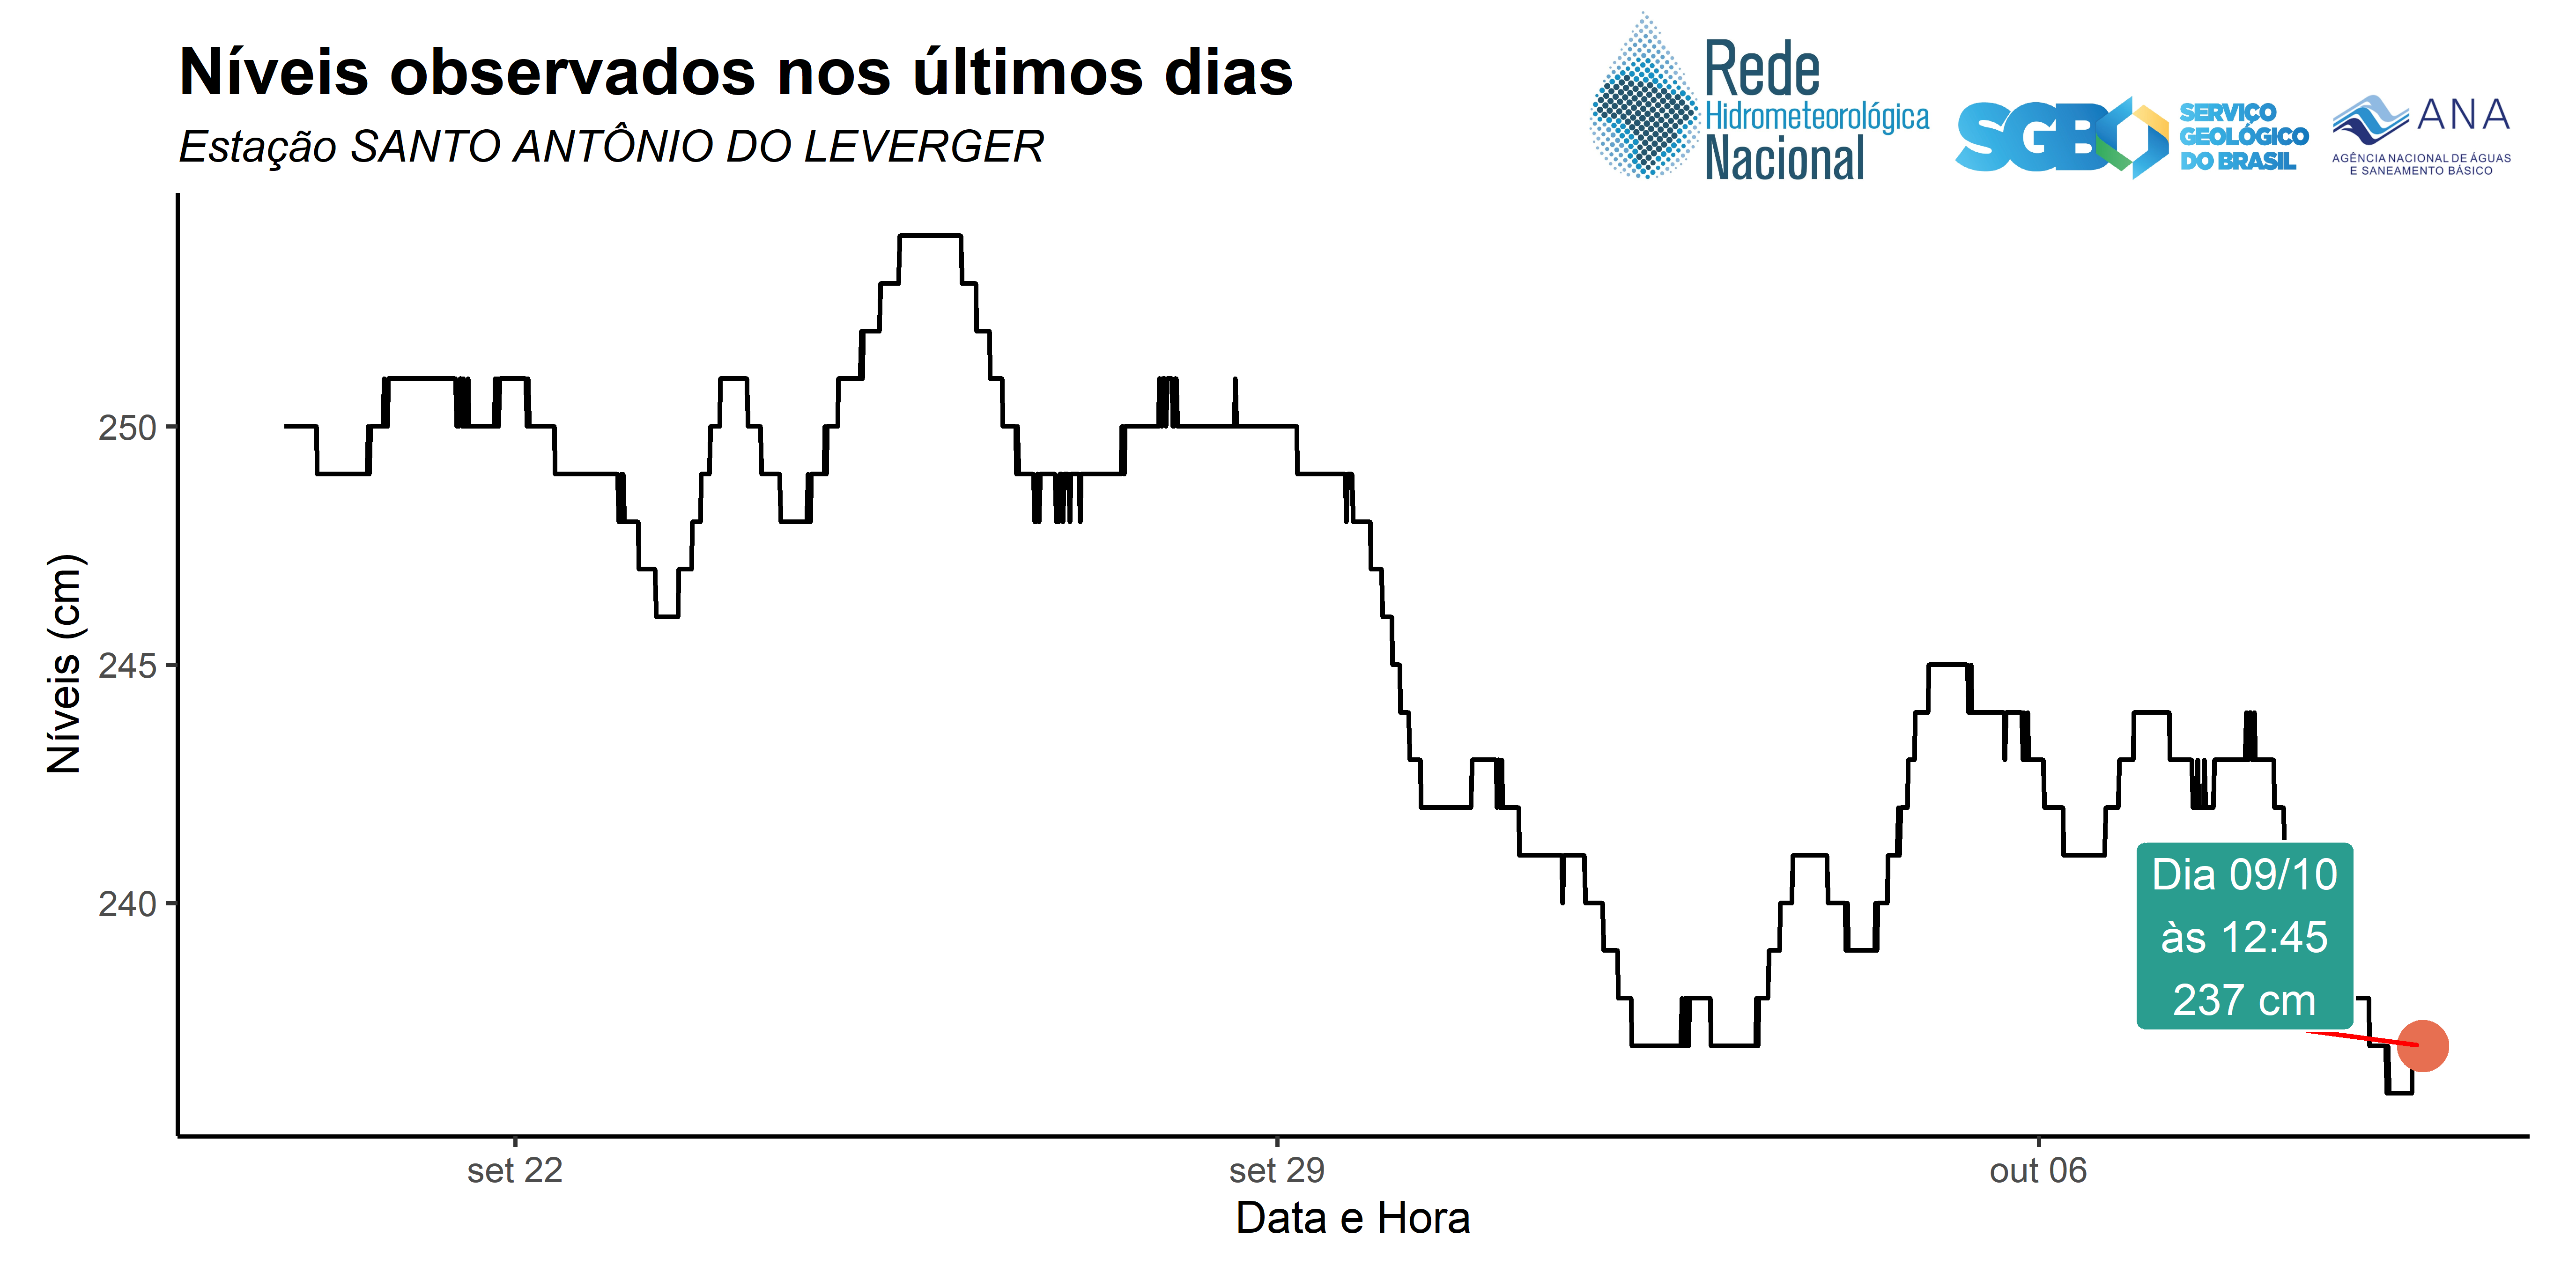 Níveis observados nos últimos dias
Estação SANTO ANTÔNIO DO LEVERGER
Rede
Hidrometeorológica
Nacional
SGB
SERVIÇO
GEOLÓGICO
DO BRASIL
ANA
AGÊNCIA NACIONAL DE ÁGUAS
E SANEAMENTO BÁSICO
Níveis (cm)
250
245
240
Dia 09/10
às 12:45
237 cm
set 22
set 29
out 06
Data e Hora